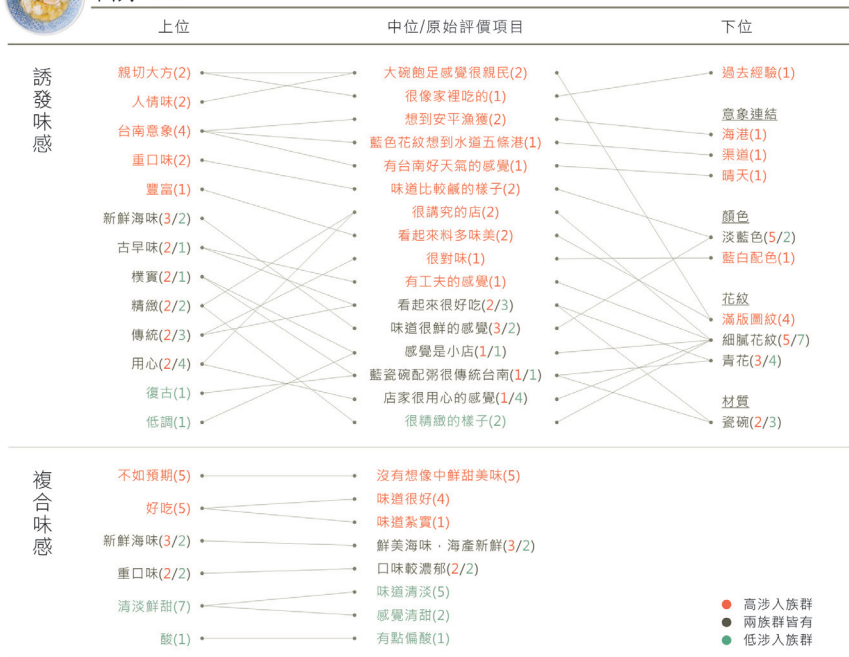 上位 中位/原始評價項目 下位
誘發味感
親切大方(2) 大碗飽足感覺很親民(2) 過去經驗(1)
人情味(2) 很像家裡吃的(1)
台南意象(4) 想到安平漁獲(2) 意象連結
海港(1)
重口味(2) 藍色花紋想到水道五條港(1) 渠道(1)
豐富(1) 有台南好天氣的感覺(1) 晴天(1)
新鮮海味(3/2) 味道比較鹹的樣子(2)
很講究的店(2) 顏色
古早味(2/1) 看起來料多味美(2) 淡藍色(5/2)
樸實(2/1) 很對味(1) 藍白配色(1)
精緻(2/2) 有工夫的感覺(1) 花紋
傳統(2/3) 看起來很好吃(2/3) 滿版圖紋(4)
用心(2/4) 味道很鮮的感覺(3/2) 細膩花紋(5/7)
感覺是小店(1/1) 青花(3/4)
復古(1) 藍瓷碗配粥很傳統台南(1/1)
店家很用心的感覺(1/4) 材質
低調(1) 很精緻的樣子(2) 瓷碗(2/3)
複合味感
不如預期(5) 沒有想像中鮮甜美味(5)
好吃(5) 味道很好(4)
味道紮實(1)
新鮮海味(3/2) 鮮美海味・海產新鮮(3/2)
重口味(2/2) 口味較濃郁(2/2)
清淡鮮甜(7) 味道清淡(5)
感覺清甜(2)
酸(1) 有點偏酸(1)
高涉入族群
兩族群皆有
低涉入族群